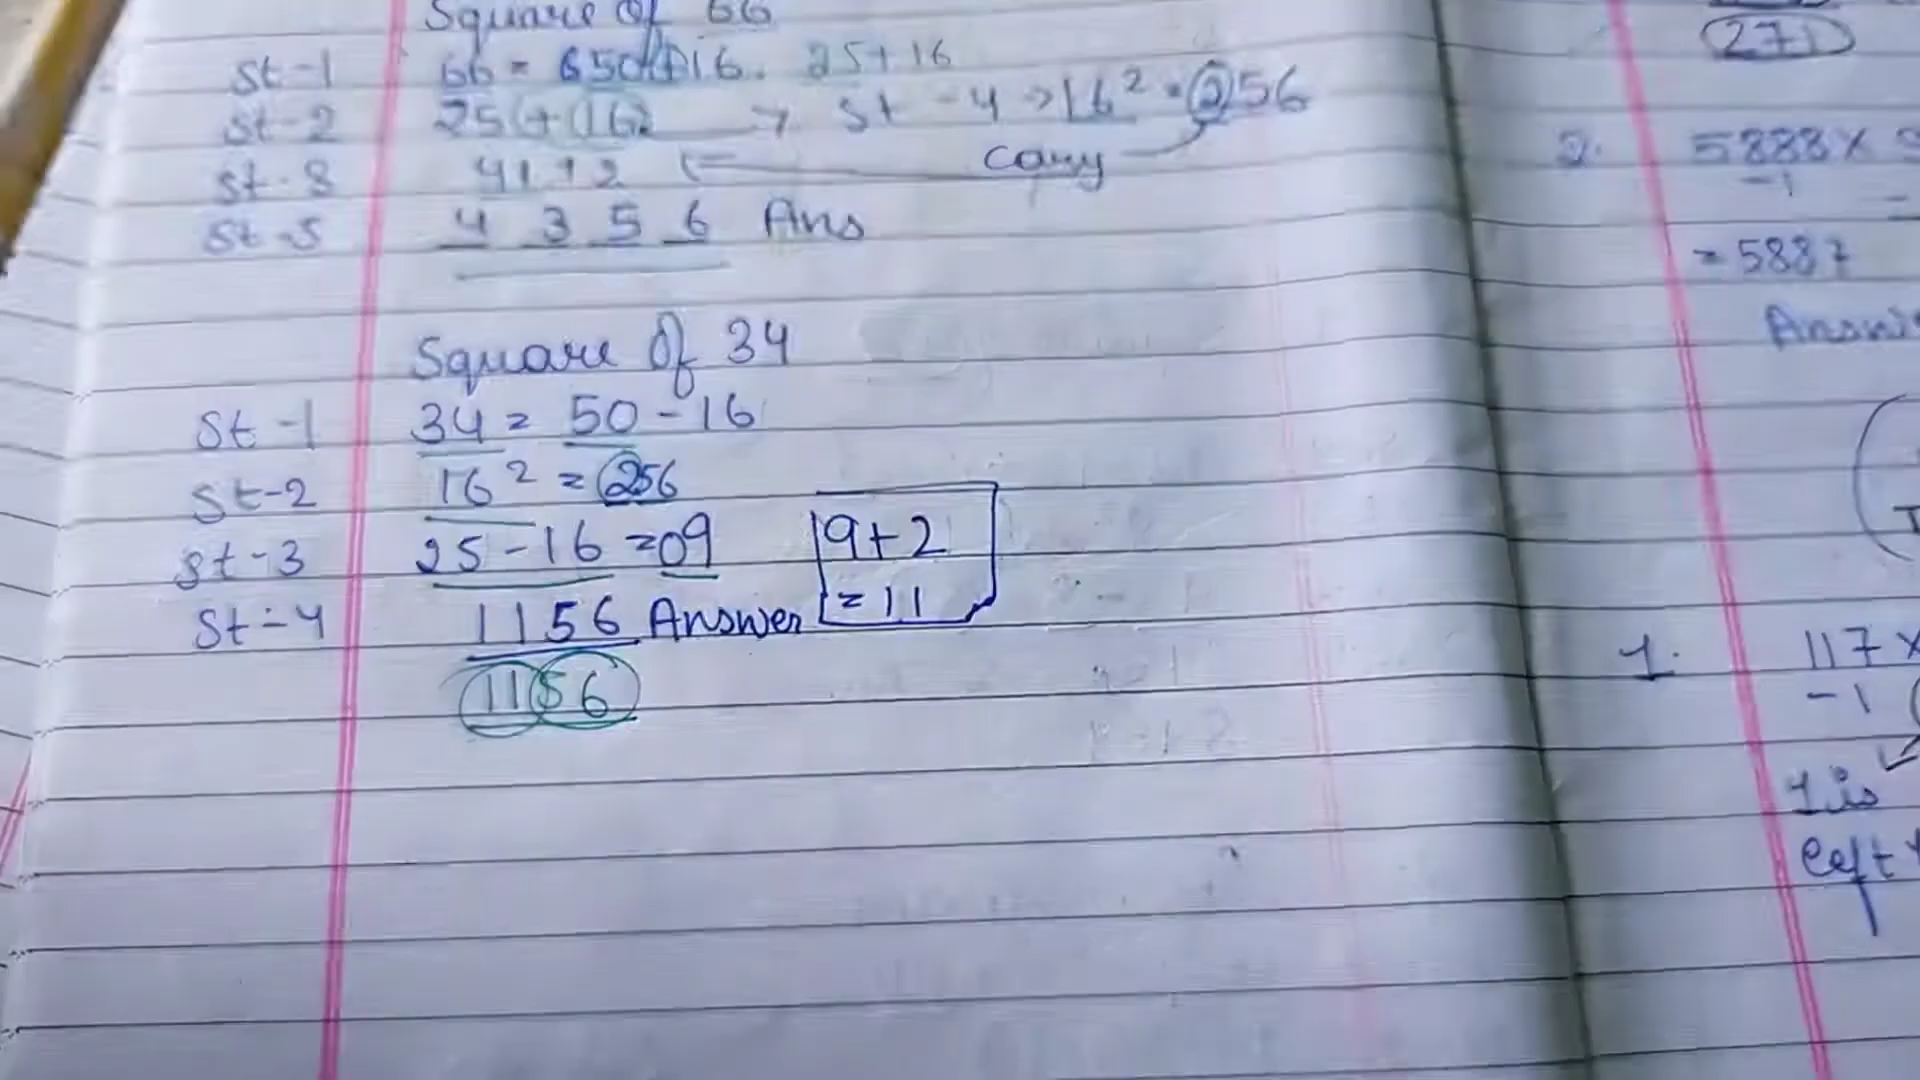 Square of 66
st-1 66 = 50+16. 25+16
st-2 25+16 → st-4 → 16² = 256
st-3 41+2 ← carry
st-5 4 3 5 6 Ans
Square of 34
st-1 34 = 50-16
st-2 16² = 256
st-3 25-16 = 09 9+2
= 11
st-4 1156 Answer
1156
271
2. 5888 x
-1
= 5887
1. 117 x
-1
1 is
left